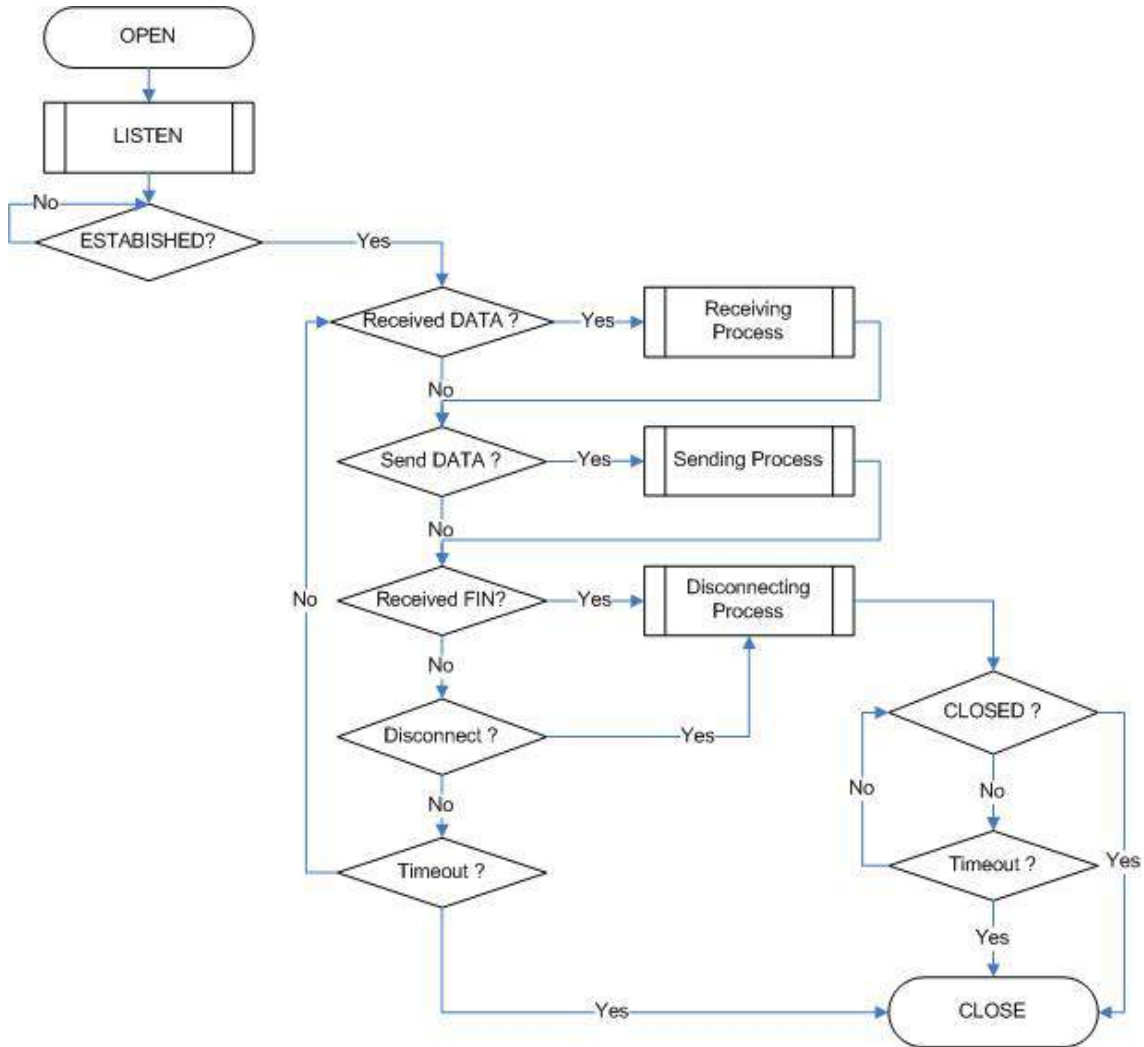 OPEN
LISTEN
No
ESTABISHED?
Yes
Received DATA ?
Yes
Receiving
Process
No
Send DATA ?
Yes
Sending Process
No
No
Received FIN?
Yes
Disconnecting
Process
No
CLOSED ?
Disconnect ?
Yes
No
No
No
Timeout ?
Timeout ?
Yes
Yes
Yes
CLOSE